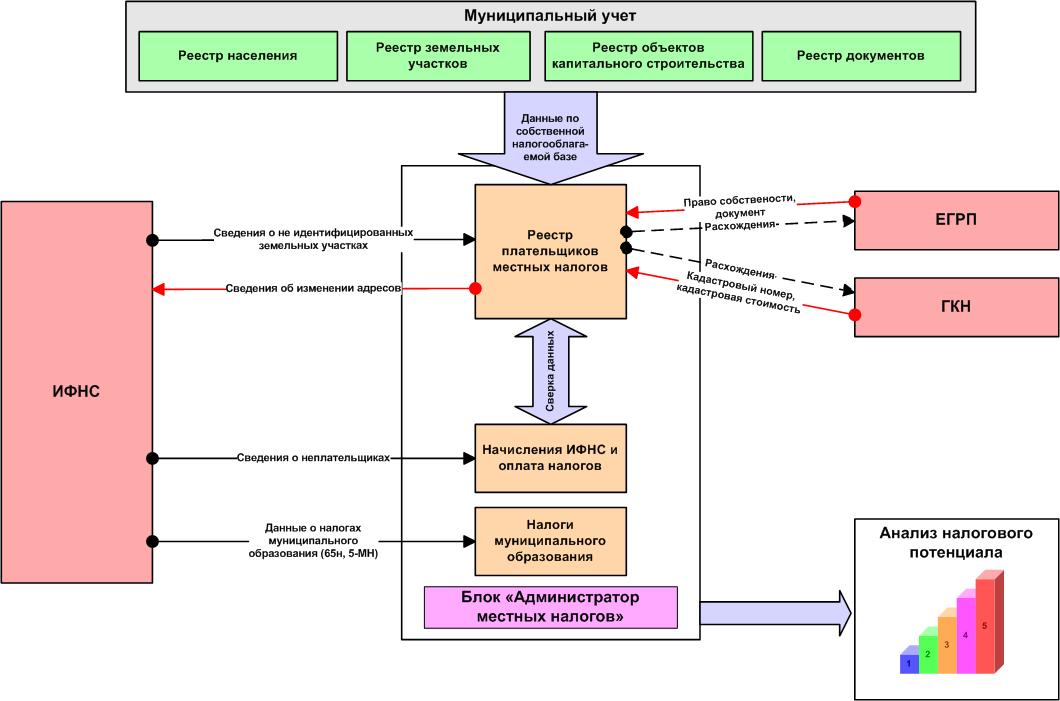 Муниципальный учет
Реестр населения
Реестр земельных
участков
Реестр объектов
капитального строительства
Реестр документов
Данные по
собственной
налогооблага-
емой базе
Сведения о не идентифицированных
земельных участках
Реестр
плательщиков
местных налогов
Право собствености,
документ
Расхождения
ЕГРП
Сведения об изменении адресов
Расхождения
Кадастровый номер,
кадастровая стоимость
ГКН
ИФНС
Сверка данных
Сведения о неплательщиках
Начисления ИФНС и
оплата налогов
Данные о налогах
муниципального
образования (65н, 5-МН)
Налоги
муниципального
образования
Блок «Администратор
местных налогов»
Анализ налогового
потенциала
1
2
3
4
5